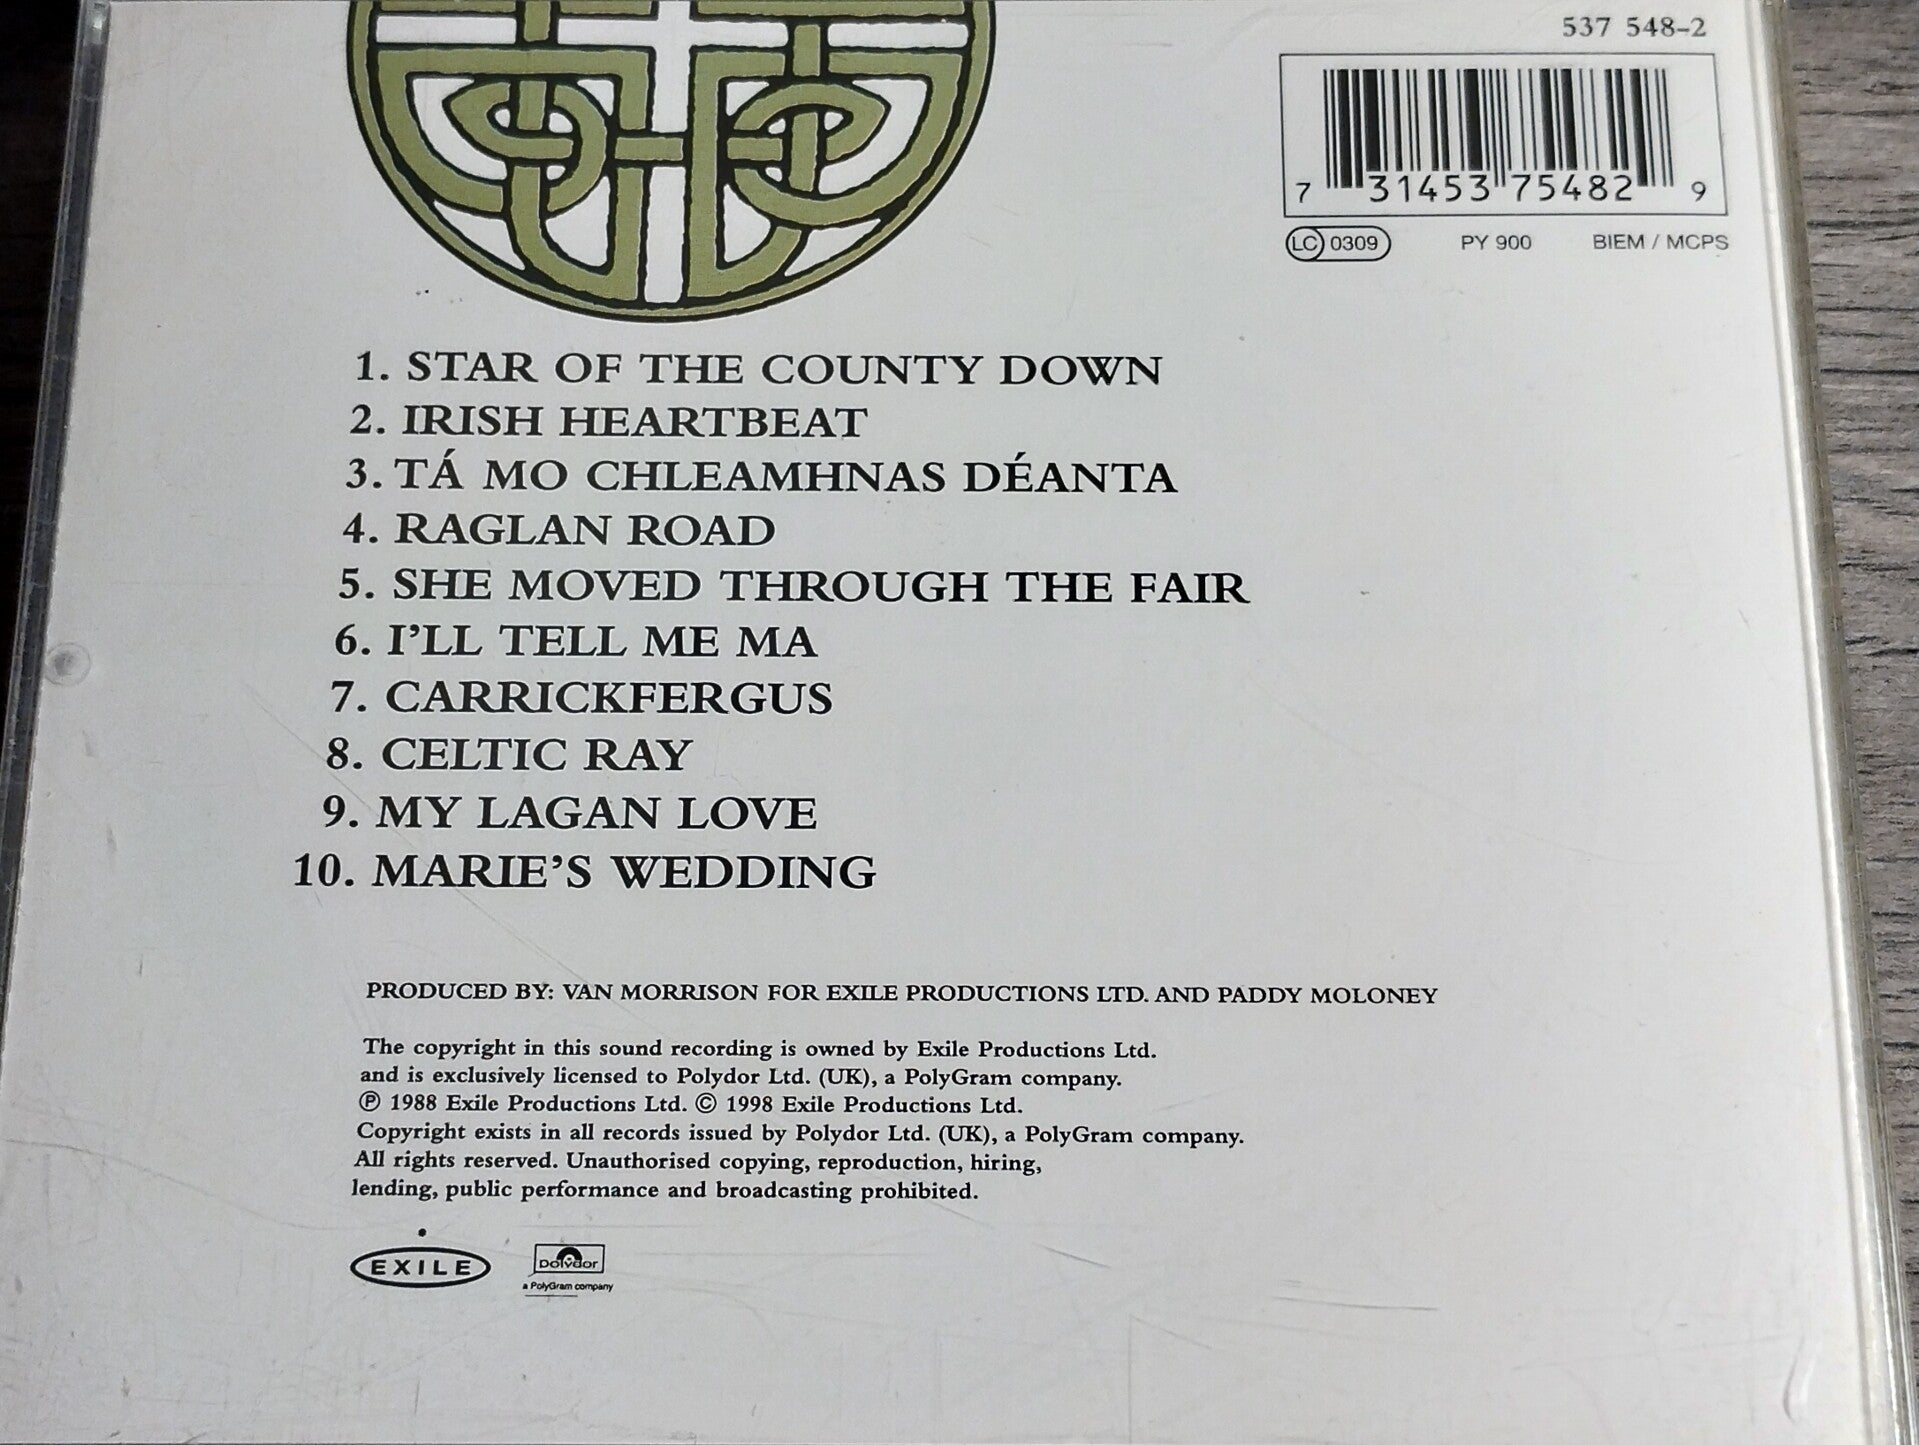 537 548-2
7 31453 75482 9
LC 0309 PY 900 BIEM / MCPS
1. STAR OF THE COUNTY DOWN
2. IRISH HEARTBEAT
3. TÁ MO CHLEAMHNAS DÉANTA
4. RAGLAN ROAD
5. SHE MOVED THROUGH THE FAIR
6. I'LL TELL ME MA
7. CARRICKFERGUS
8. CELTIC RAY
9. MY LAGAN LOVE
10. MARIE'S WEDDING
PRODUCED BY: VAN MORRISON FOR EXILE PRODUCTIONS LTD. AND PADDY MOLONEY
The copyright in this sound recording is owned by Exile Productions Ltd.
and is exclusively licensed to Polydor Ltd. (UK), a PolyGram company.
℗ 1988 Exile Productions Ltd. © 1998 Exile Productions Ltd.
Copyright exists in all records issued by Polydor Ltd. (UK), a PolyGram company.
All rights reserved. Unauthorised copying, reproduction, hiring,
lending, public performance and broadcasting prohibited.
EXILE Polydor
a PolyGram company